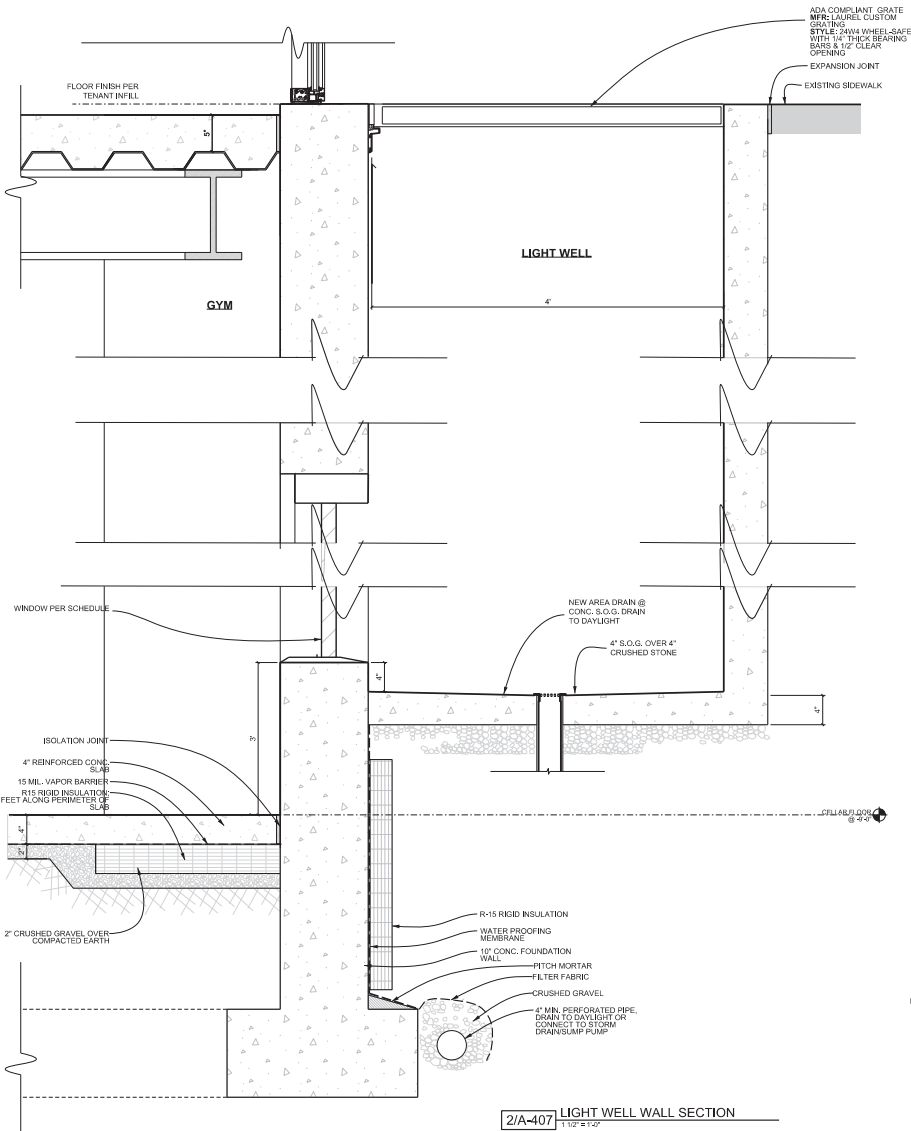 ADA COMPLIANT GRATE
MFR: LAUREL CUSTOM
GRATING
STYLE: 24W4 WHEEL-SAFE
WITH 1/4" THICK BEARING
BARS & 1/2" CLEAR
OPENING
EXPANSION JOINT
EXISTING SIDEWALK
FLOOR FINISH PER
TENANT INFILL
5"
LIGHT WELL
GYM
4'
WINDOW PER SCHEDULE
NEW AREA DRAIN @
CONC. S.O.G. DRAIN
TO DAYLIGHT
4" S.O.G. OVER 4"
CRUSHED STONE
4"
4"
3'
ISOLATION JOINT
4" REINFORCED CONC.
SLAB
15 MIL. VAPOR BARRIER
R15 RIGID INSULATION;
FEET ALONG PERIMETER OF
SLAB
4"
2"
CELLAR FLOOR
@ -9'-0"
2" CRUSHED GRAVEL OVER
COMPACTED EARTH
R-15 RIGID INSULATION
WATER PROOFING
MEMBRANE
10" CONC. FOUNDATION
WALL
PITCH MORTAR
FILTER FABRIC
CRUSHED GRAVEL
4" MIN. PERFORATED PIPE,
DRAIN TO DAYLIGHT OR
CONNECT TO STORM
DRAIN/SUMP PUMP
2/A-407 LIGHT WELL WALL SECTION
1 1/2" = 1'-0"